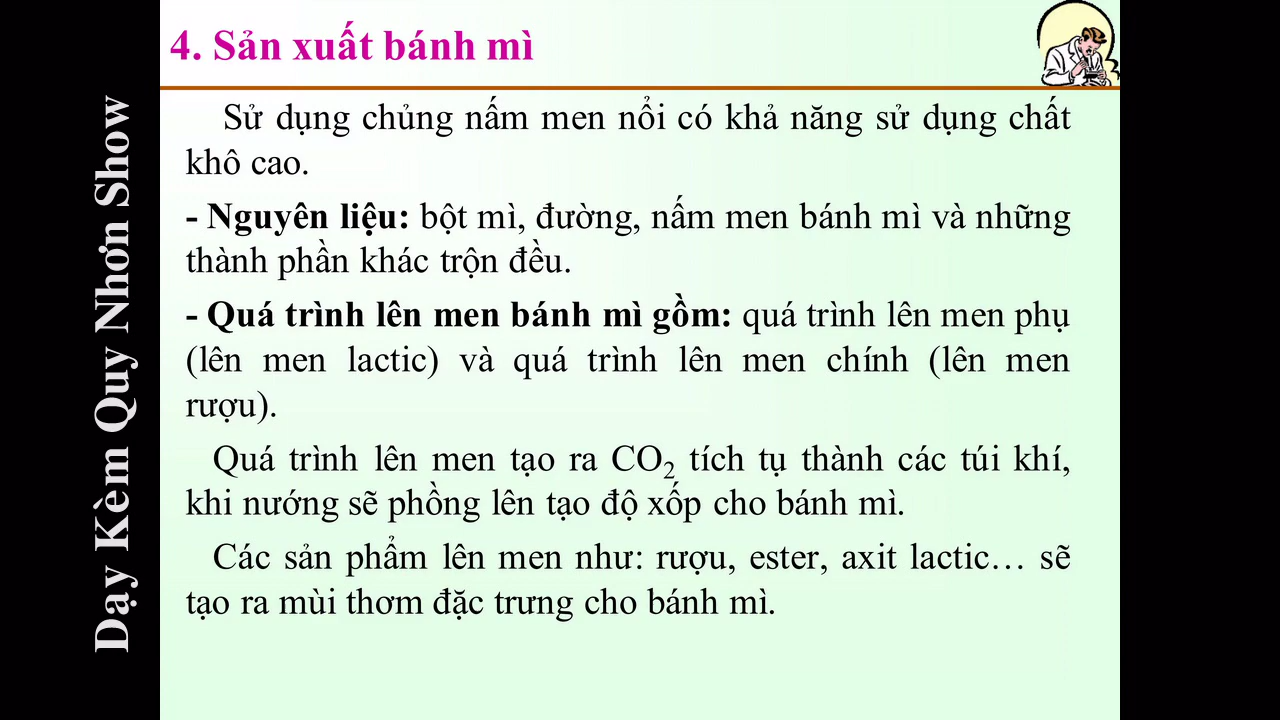 4. Sản xuất bánh mì
Sử dụng chủng nấm men nổi có khả năng sử dụng chất
khô cao.
- Nguyên liệu: bột mì, đường, nấm men bánh mì và những
thành phần khác trộn đều.
- Quá trình lên men bánh mì gồm: quá trình lên men phụ
(lên men lactic) và quá trình lên men chính (lên men
rượu).
Quá trình lên men tạo ra CO₂ tích tụ thành các túi khí,
khi nướng sẽ phồng lên tạo độ xốp cho bánh mì.
Các sản phẩm lên men như: rượu, ester, axit lactic… sẽ
tạo ra mùi thơm đặc trưng cho bánh mì.
Dạy Kèm Quy Nhơn Show